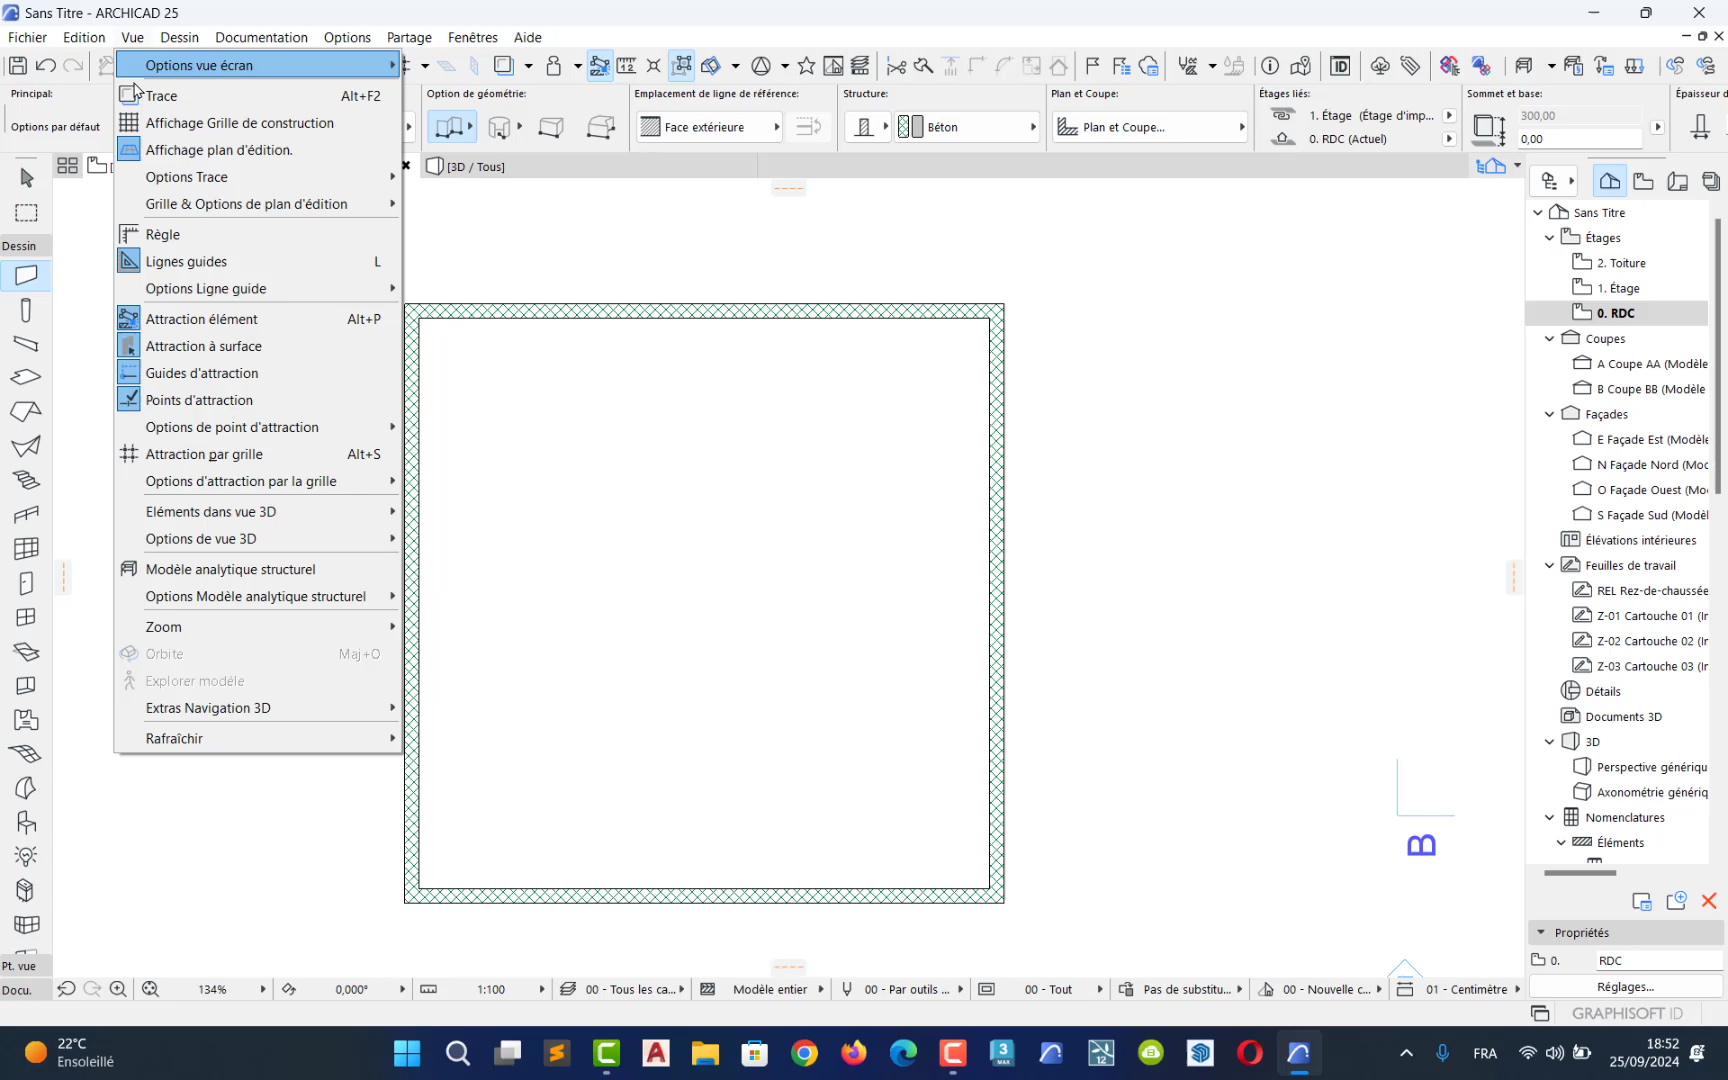 Sans Titre - ARCHICAD 25
Fichier Edition Vue Dessin Documentation Options Partage Fenêtres Aide
Options vue écran
Trace Alt+F2
Affichage Grille de construction
Affichage plan d'édition.
Options Trace
Grille & Options de plan d'édition
Règle
Lignes guides L
Options Ligne guide
Attraction élément Alt+P
Attraction à surface
Guides d'attraction
Points d'attraction
Options de point d'attraction
Attraction par grille Alt+S
Options d'attraction par la grille
Eléments dans vue 3D
Options de vue 3D
Modèle analytique structurel
Options Modèle analytique structurel
Zoom
Orbite Maj+O
Explorer modèle
Extras Navigation 3D
Rafraîchir
Principal:
Options par défaut
Option de géométrie:
Emplacement de ligne de référence:
Face extérieure
Structure:
Béton
Plan et Coupe:
Plan et Coupe...
Étages liés:
1. Étage (Étage d'imp...
0. RDC (Actuel)
Sommet et base:
300,00
0,00
Épaisseur d
[3D / Tous]
Dessin
Pt. vue
Docu.
B
Sans Titre
Étages
2. Toiture
1. Étage
0. RDC
Coupes
A Coupe AA (Modèle
B Coupe BB (Modèle
Façades
E Façade Est (Modèle
N Façade Nord (Moc
O Façade Ouest (Mo
S Façade Sud (Modèl
Élévations intérieures
Feuilles de travail
REL Rez-de-chaussée
Z-01 Cartouche 01 (Ir
Z-02 Cartouche 02 (Ir
Z-03 Cartouche 03 (Ir
Détails
Documents 3D
3D
Perspective génériqu
Axonométrie génériq
Nomenclatures
Éléments
Propriétés
0. RDC
Réglages...
134% 0,000° 1:100 00 - Tous les ca... Modèle entier 00 - Par outils ... 00 - Tout Pas de substitu... 00 - Nouvelle c... 01 - Centimètre
GRAPHISOFT ID
22°C
Ensoleillé
FRA
18:52
25/09/2024